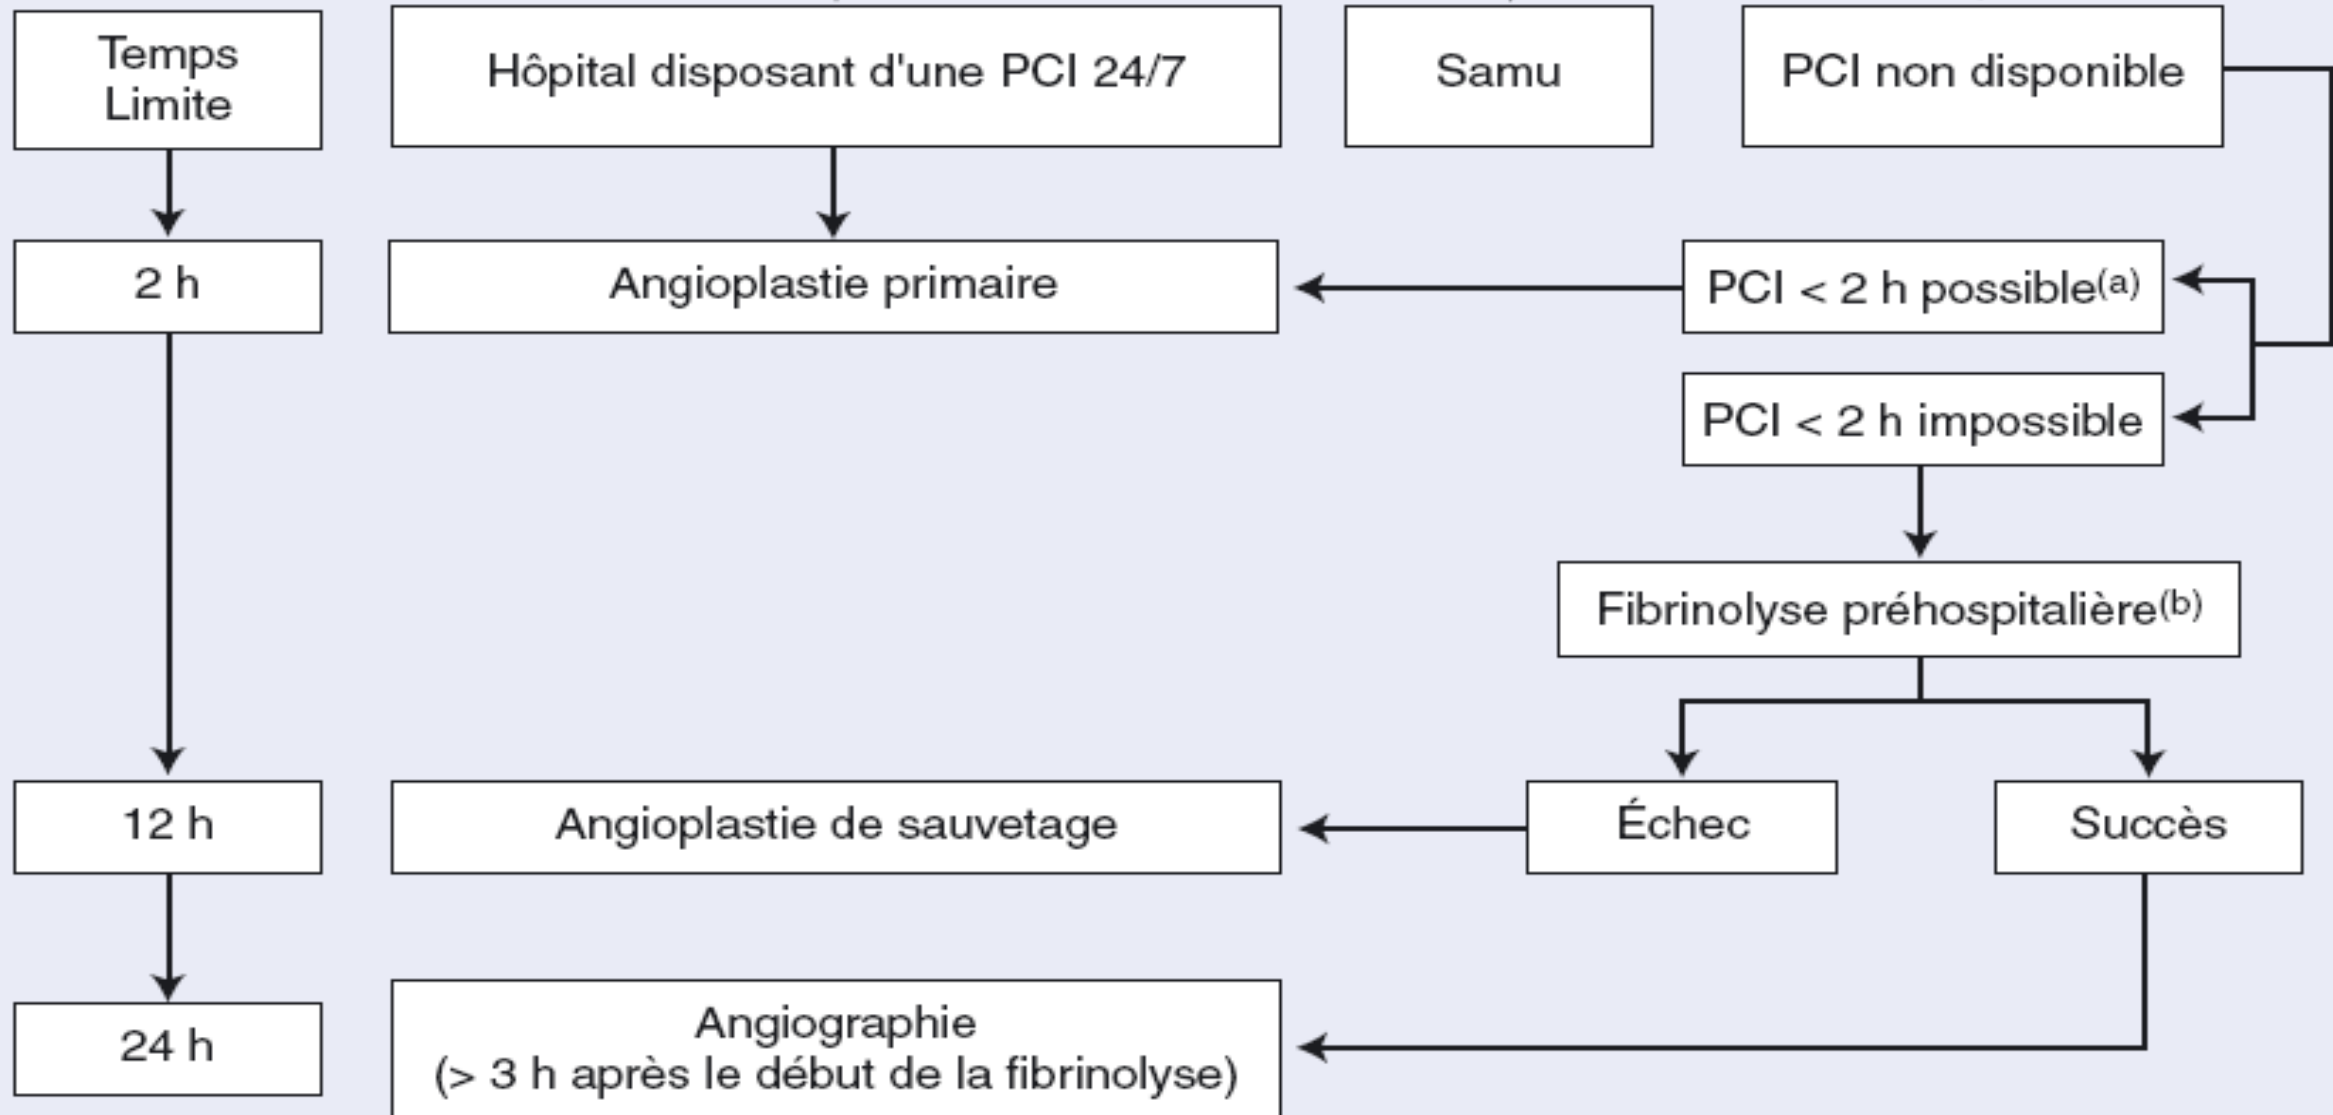 Temps
Limite
Hôpital disposant d'une PCI 24/7
Samu
PCI non disponible
2 h
Angioplastie primaire
PCI < 2 h possible(a)
PCI < 2 h impossible
Fibrinolyse préhospitalière(b)
12 h
Angioplastie de sauvetage
Échec
Succès
24 h
Angiographie
(> 3 h après le début de la fibrinolyse)